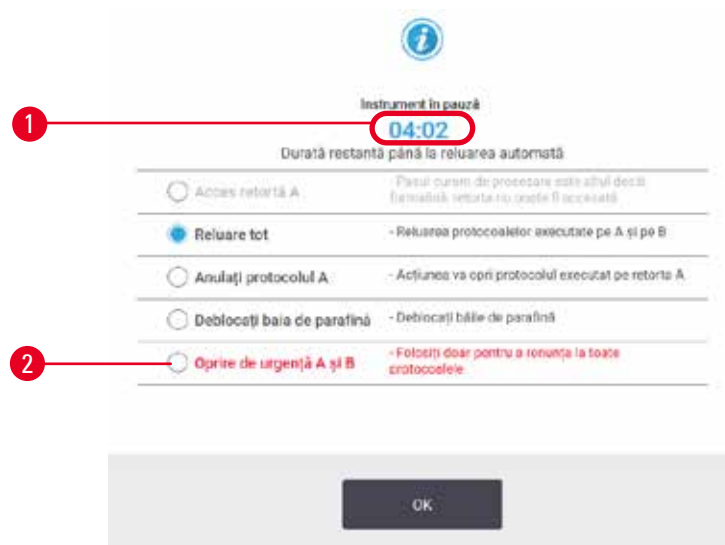 i
Instrument în pauză
1
04:02
Durată restantă până la reluarea automată
Acces retortă A
- Pasul curent de procesare este altul decât
formalină, retorta nu poate fi accesată
Reluare tot
- Reluarea protocoalelor executate pe A și pe B
Anulați protocolul A
- Acțiunea va opri protocolul executat pe retorta A
Deblocați baia de parafină
- Deblocați băile de parafină
2
Oprire de urgență A și B
- Folosiți doar pentru a renunța la toate
protocoalele
OK